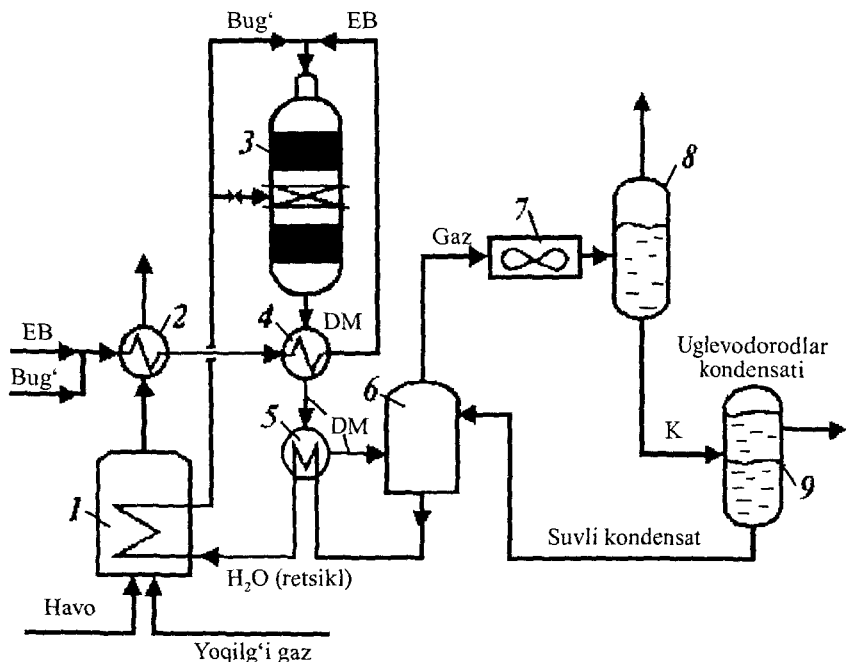 Bug‘ EB
3
8
7
Gaz
2
4 DM
EB
Bug‘
Uglevodorodlar
kondensati
6
5 DM
K
1
9
Suvli kondensat
H₂O (retsikl)
Havo
Yoqilg‘i gaz